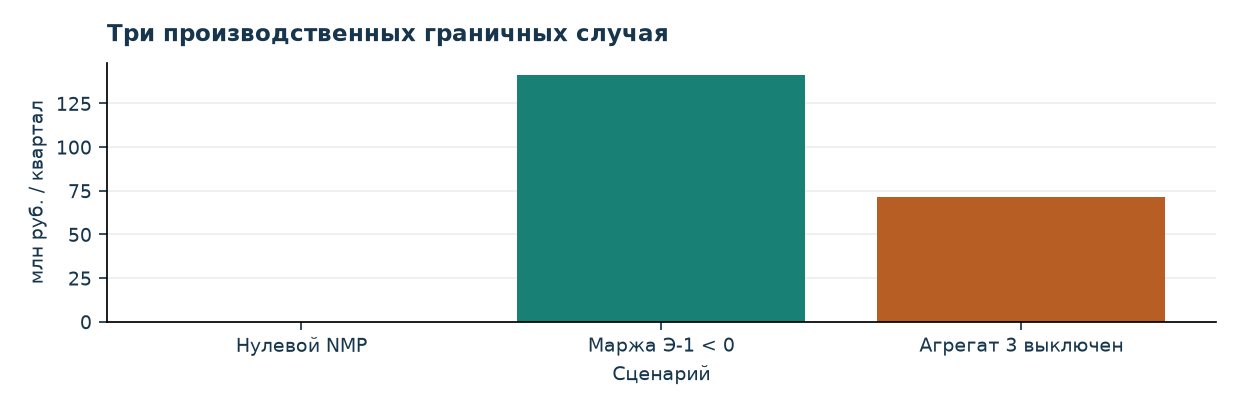 Три производственных граничных случая
млн руб. / квартал
125
100
75
50
25
0
Нулевой NMP
Маржа Э-1 < 0
Агрегат 3 выключен
Сценарий